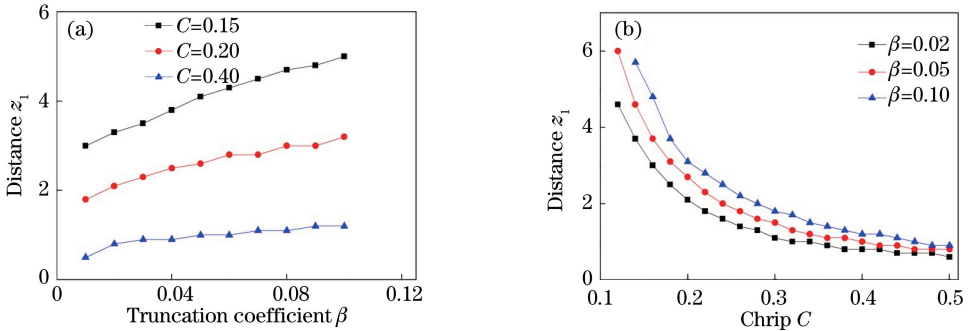 (a)
C=0.15
C=0.20
C=0.40
Distance z1
6
4
2
0
0
0.04
0.08
0.12
Truncation coefficient β
(b)
β=0.02
β=0.05
β=0.10
Distance z1
6
4
2
0
0.1
0.2
0.3
0.4
0.5
Chrip C